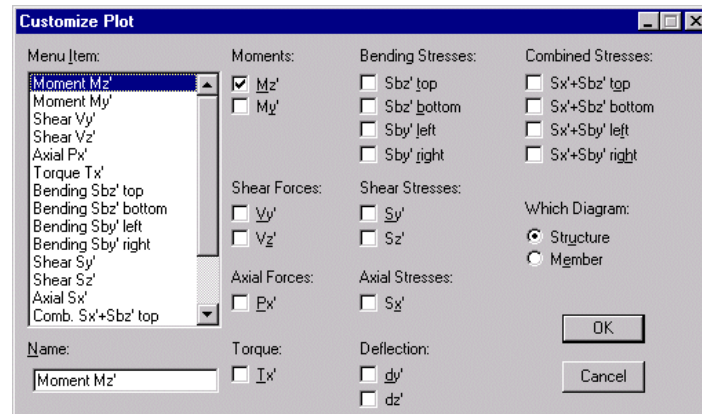 Customize Plot
Menu Item:
Moment Mz'
Moment My'
Shear Vy'
Shear Vz'
Axial Px'
Torque Tx'
Bending Sbz' top
Bending Sbz' bottom
Bending Sby' left
Bending Sby' right
Shear Sy'
Shear Sz'
Axial Sx'
Comb. Sx'+Sbz' top
Name:
Moment Mz'
Moments:
Mz'
My'
Shear Forces:
Vy'
Vz'
Axial Forces:
Px'
Torque:
Tx'
Bending Stresses:
Sbz' top
Sbz' bottom
Sby' left
Sby' right
Shear Stresses:
Sy'
Sz'
Axial Stresses:
Sx'
Deflection:
dy'
dz'
Combined Stresses:
Sx'+Sbz' top
Sx'+Sbz' bottom
Sx'+Sby' left
Sx'+Sby' right
Which Diagram:
Structure
Member
OK
Cancel